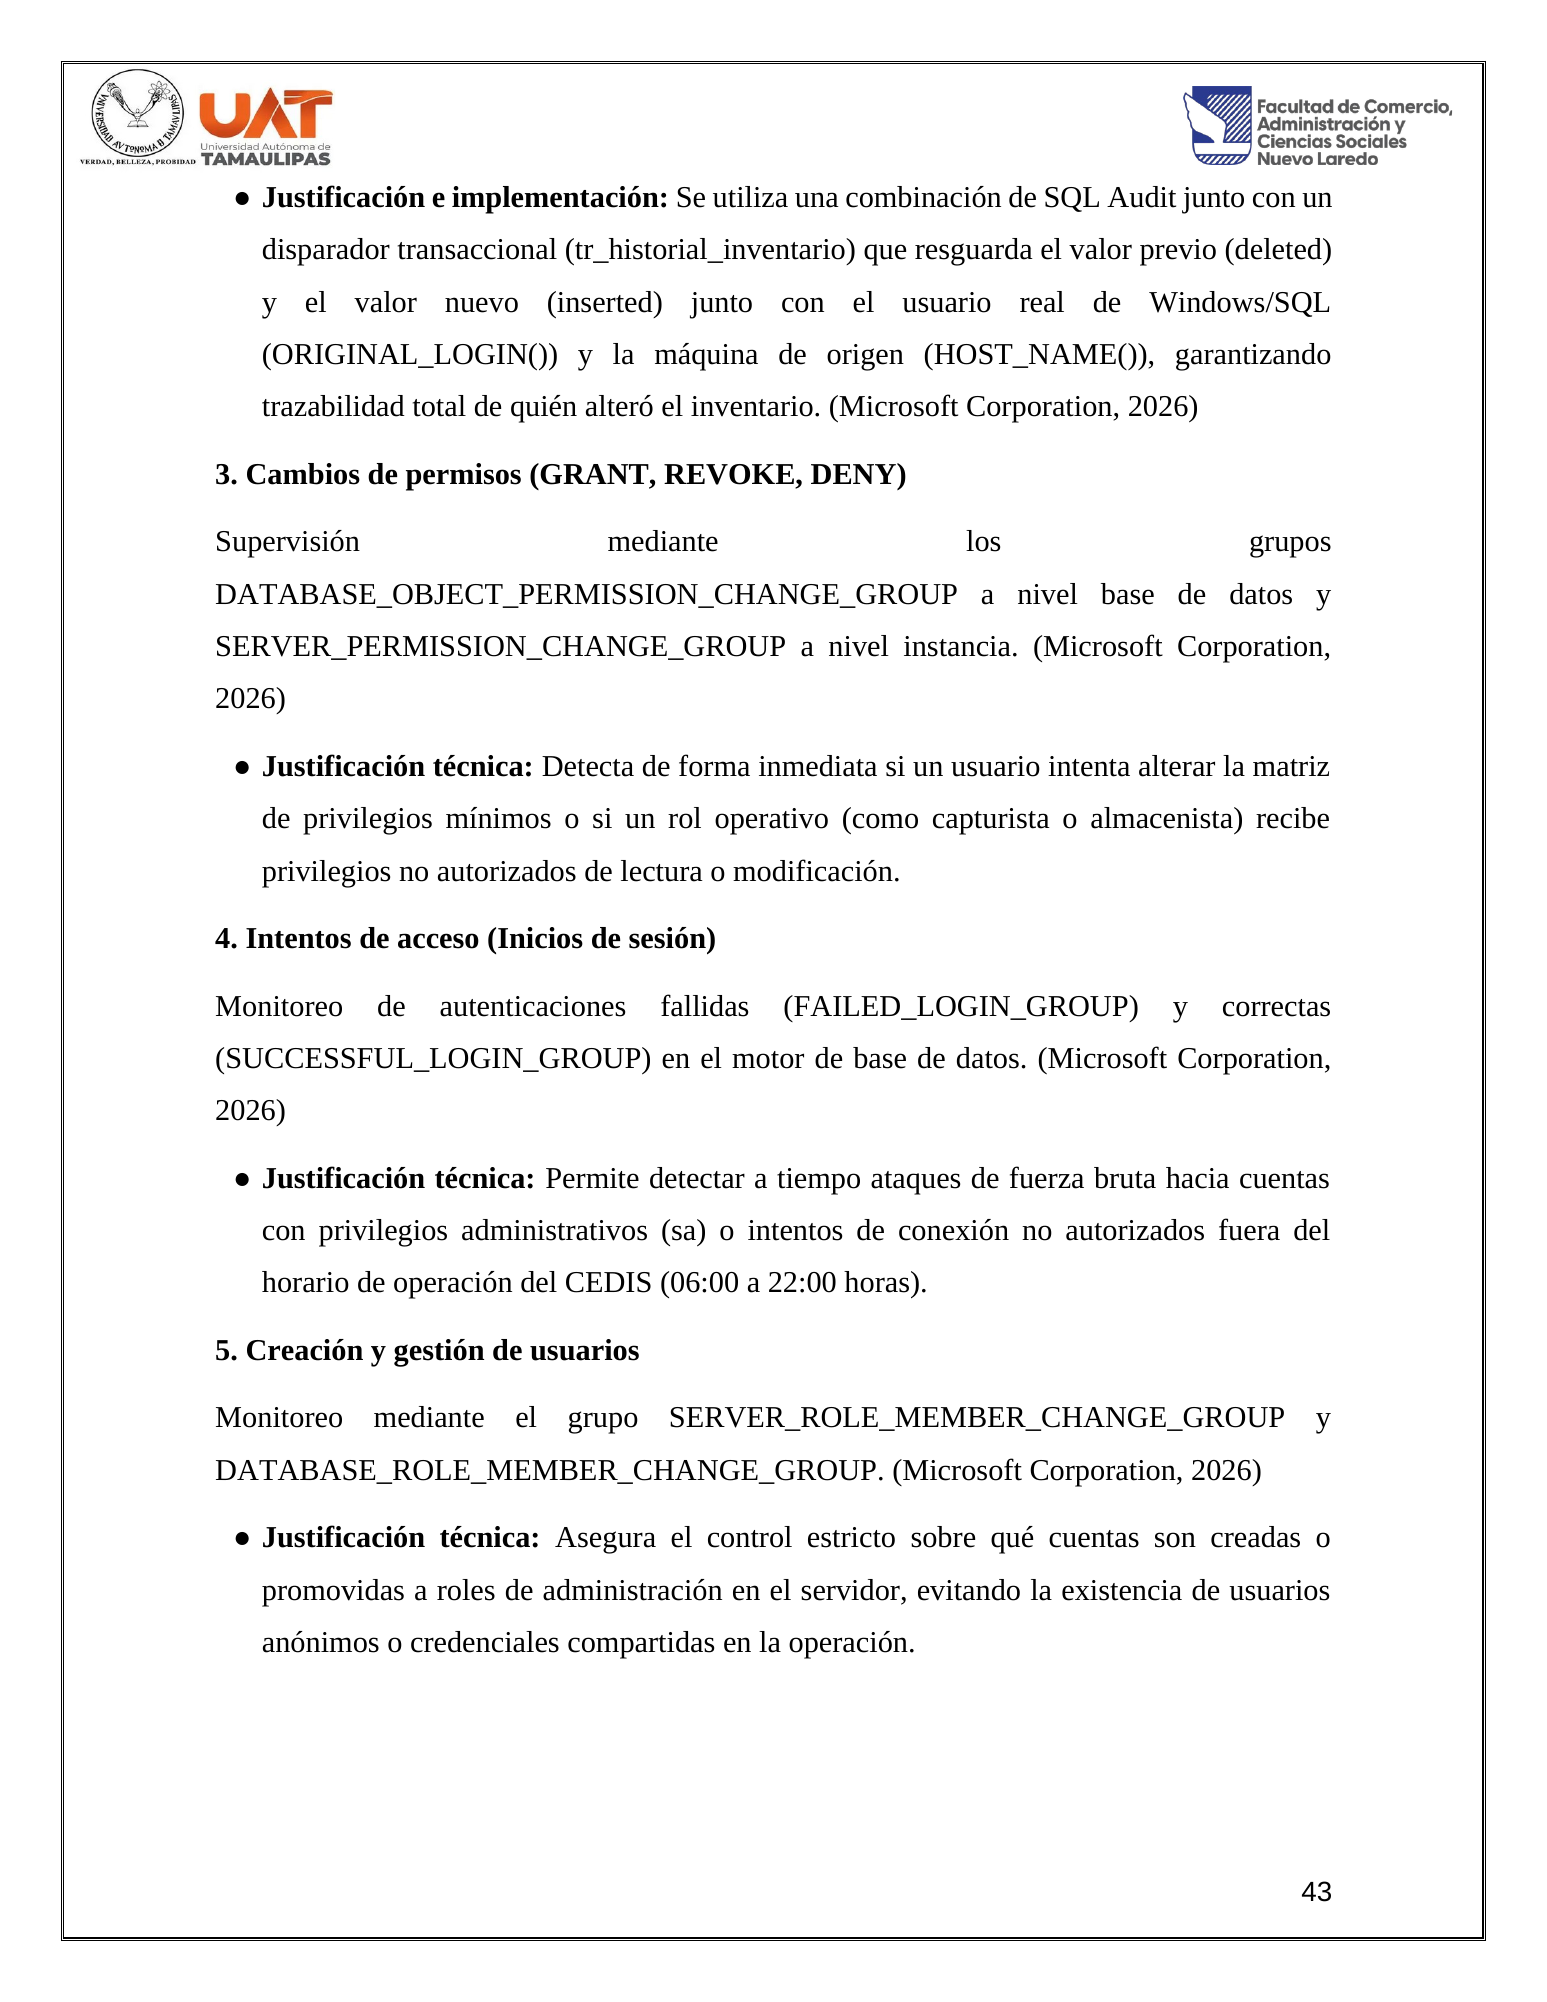 UNIVERSIDAD AUTONOMA DE TAMAULIPAS
VERDAD, BELLEZA, PROBIDAD
UAT
Universidad Autónoma de
TAMAULIPAS
Facultad de Comercio,
Administración y
Ciencias Sociales
Nuevo Laredo
● Justificación e implementación: Se utiliza una combinación de SQL Audit junto con un
disparador transaccional (tr_historial_inventario) que resguarda el valor previo (deleted)
y el valor nuevo (inserted) junto con el usuario real de Windows/SQL
(ORIGINAL_LOGIN()) y la máquina de origen (HOST_NAME()), garantizando
trazabilidad total de quién alteró el inventario. (Microsoft Corporation, 2026)
3. Cambios de permisos (GRANT, REVOKE, DENY)
Supervisión mediante los grupos
DATABASE_OBJECT_PERMISSION_CHANGE_GROUP a nivel base de datos y
SERVER_PERMISSION_CHANGE_GROUP a nivel instancia. (Microsoft Corporation,
2026)
● Justificación técnica: Detecta de forma inmediata si un usuario intenta alterar la matriz
de privilegios mínimos o si un rol operativo (como capturista o almacenista) recibe
privilegios no autorizados de lectura o modificación.
4. Intentos de acceso (Inicios de sesión)
Monitoreo de autenticaciones fallidas (FAILED_LOGIN_GROUP) y correctas
(SUCCESSFUL_LOGIN_GROUP) en el motor de base de datos. (Microsoft Corporation,
2026)
● Justificación técnica: Permite detectar a tiempo ataques de fuerza bruta hacia cuentas
con privilegios administrativos (sa) o intentos de conexión no autorizados fuera del
horario de operación del CEDIS (06:00 a 22:00 horas).
5. Creación y gestión de usuarios
Monitoreo mediante el grupo SERVER_ROLE_MEMBER_CHANGE_GROUP y
DATABASE_ROLE_MEMBER_CHANGE_GROUP. (Microsoft Corporation, 2026)
● Justificación técnica: Asegura el control estricto sobre qué cuentas son creadas o
promovidas a roles de administración en el servidor, evitando la existencia de usuarios
anónimos o credenciales compartidas en la operación.
43